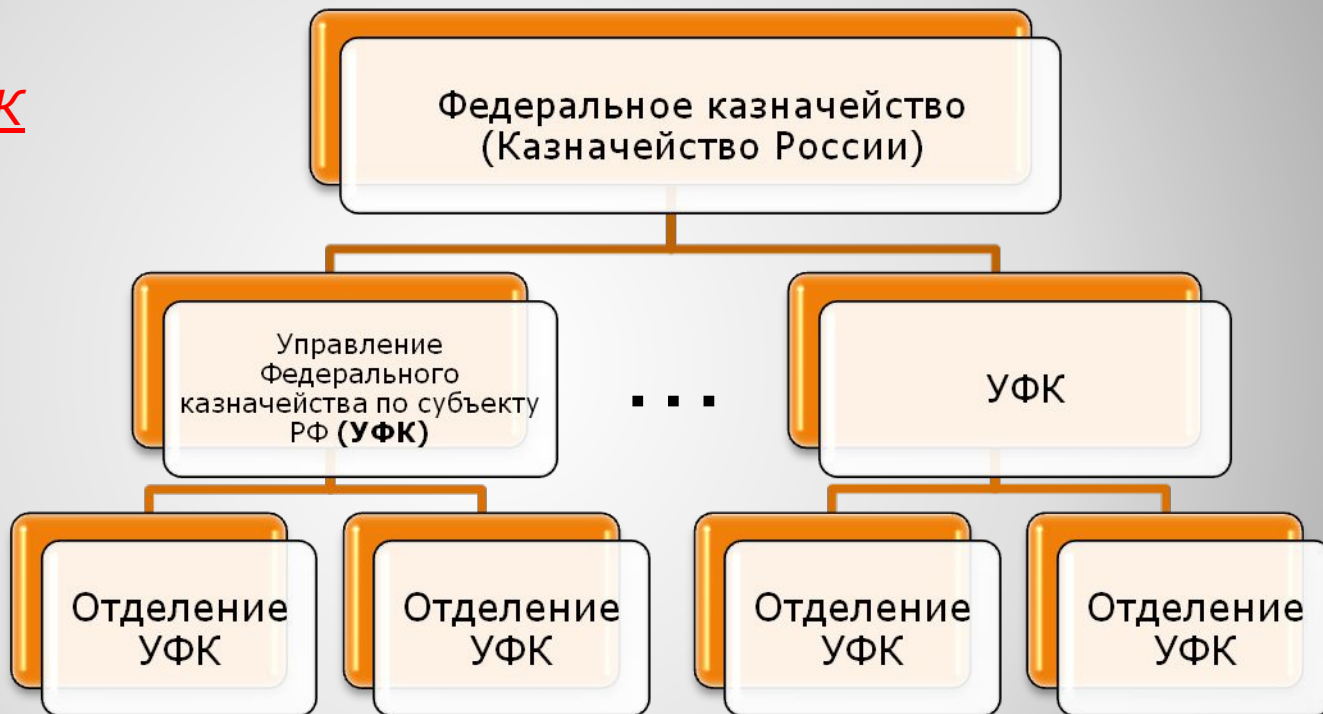 К
Федеральное казначейство
(Казначейство России)
Управление
Федерального
казначейства по субъекту
РФ (УФК)
. . .
УФК
Отделение
УФК
Отделение
УФК
Отделение
УФК
Отделение
УФК